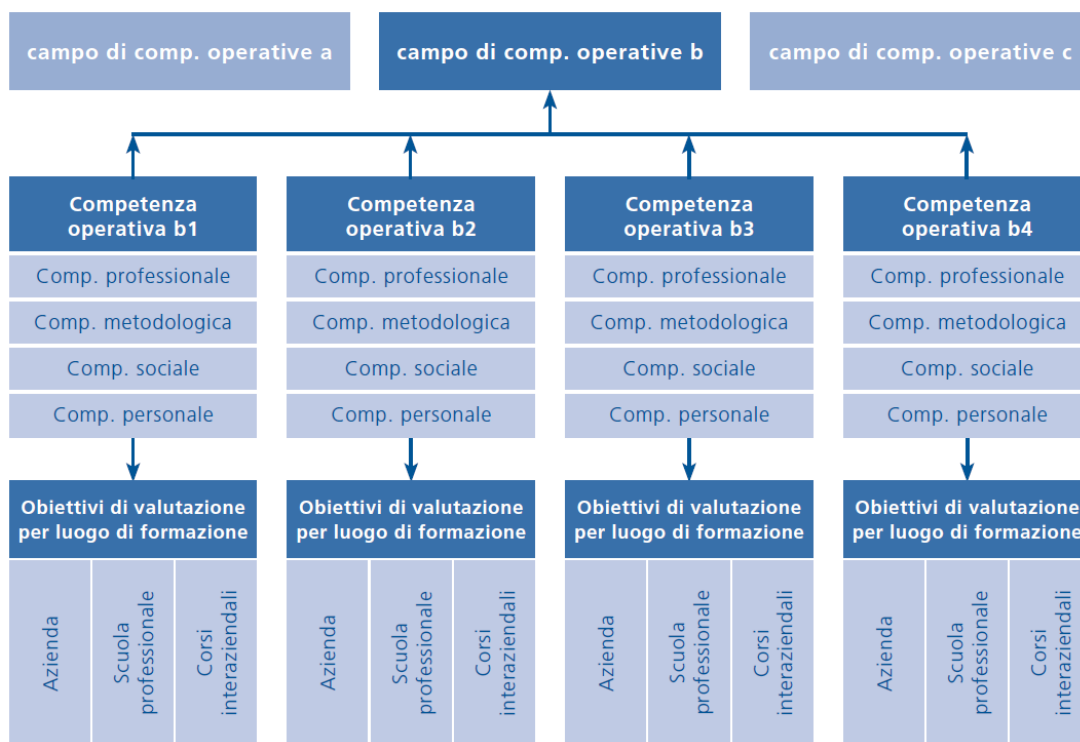 campo di comp. operative a
campo di comp. operative b
campo di comp. operative c
Competenza
operativa b1
Comp. professionale
Comp. metodologica
Comp. sociale
Comp. personale
Obiettivi di valutazione
per luogo di formazione
Azienda
Scuola
professionale
Corsi
interaziendali
Competenza
operativa b2
Comp. professionale
Comp. metodologica
Comp. sociale
Comp. personale
Obiettivi di valutazione
per luogo di formazione
Azienda
Scuola
professionale
Corsi
interaziendali
Competenza
operativa b3
Comp. professionale
Comp. metodologica
Comp. sociale
Comp. personale
Obiettivi di valutazione
per luogo di formazione
Azienda
Scuola
professionale
Corsi
interaziendali
Competenza
operativa b4
Comp. professionale
Comp. metodologica
Comp. sociale
Comp. personale
Obiettivi di valutazione
per luogo di formazione
Azienda
Scuola
professionale
Corsi
interaziendali